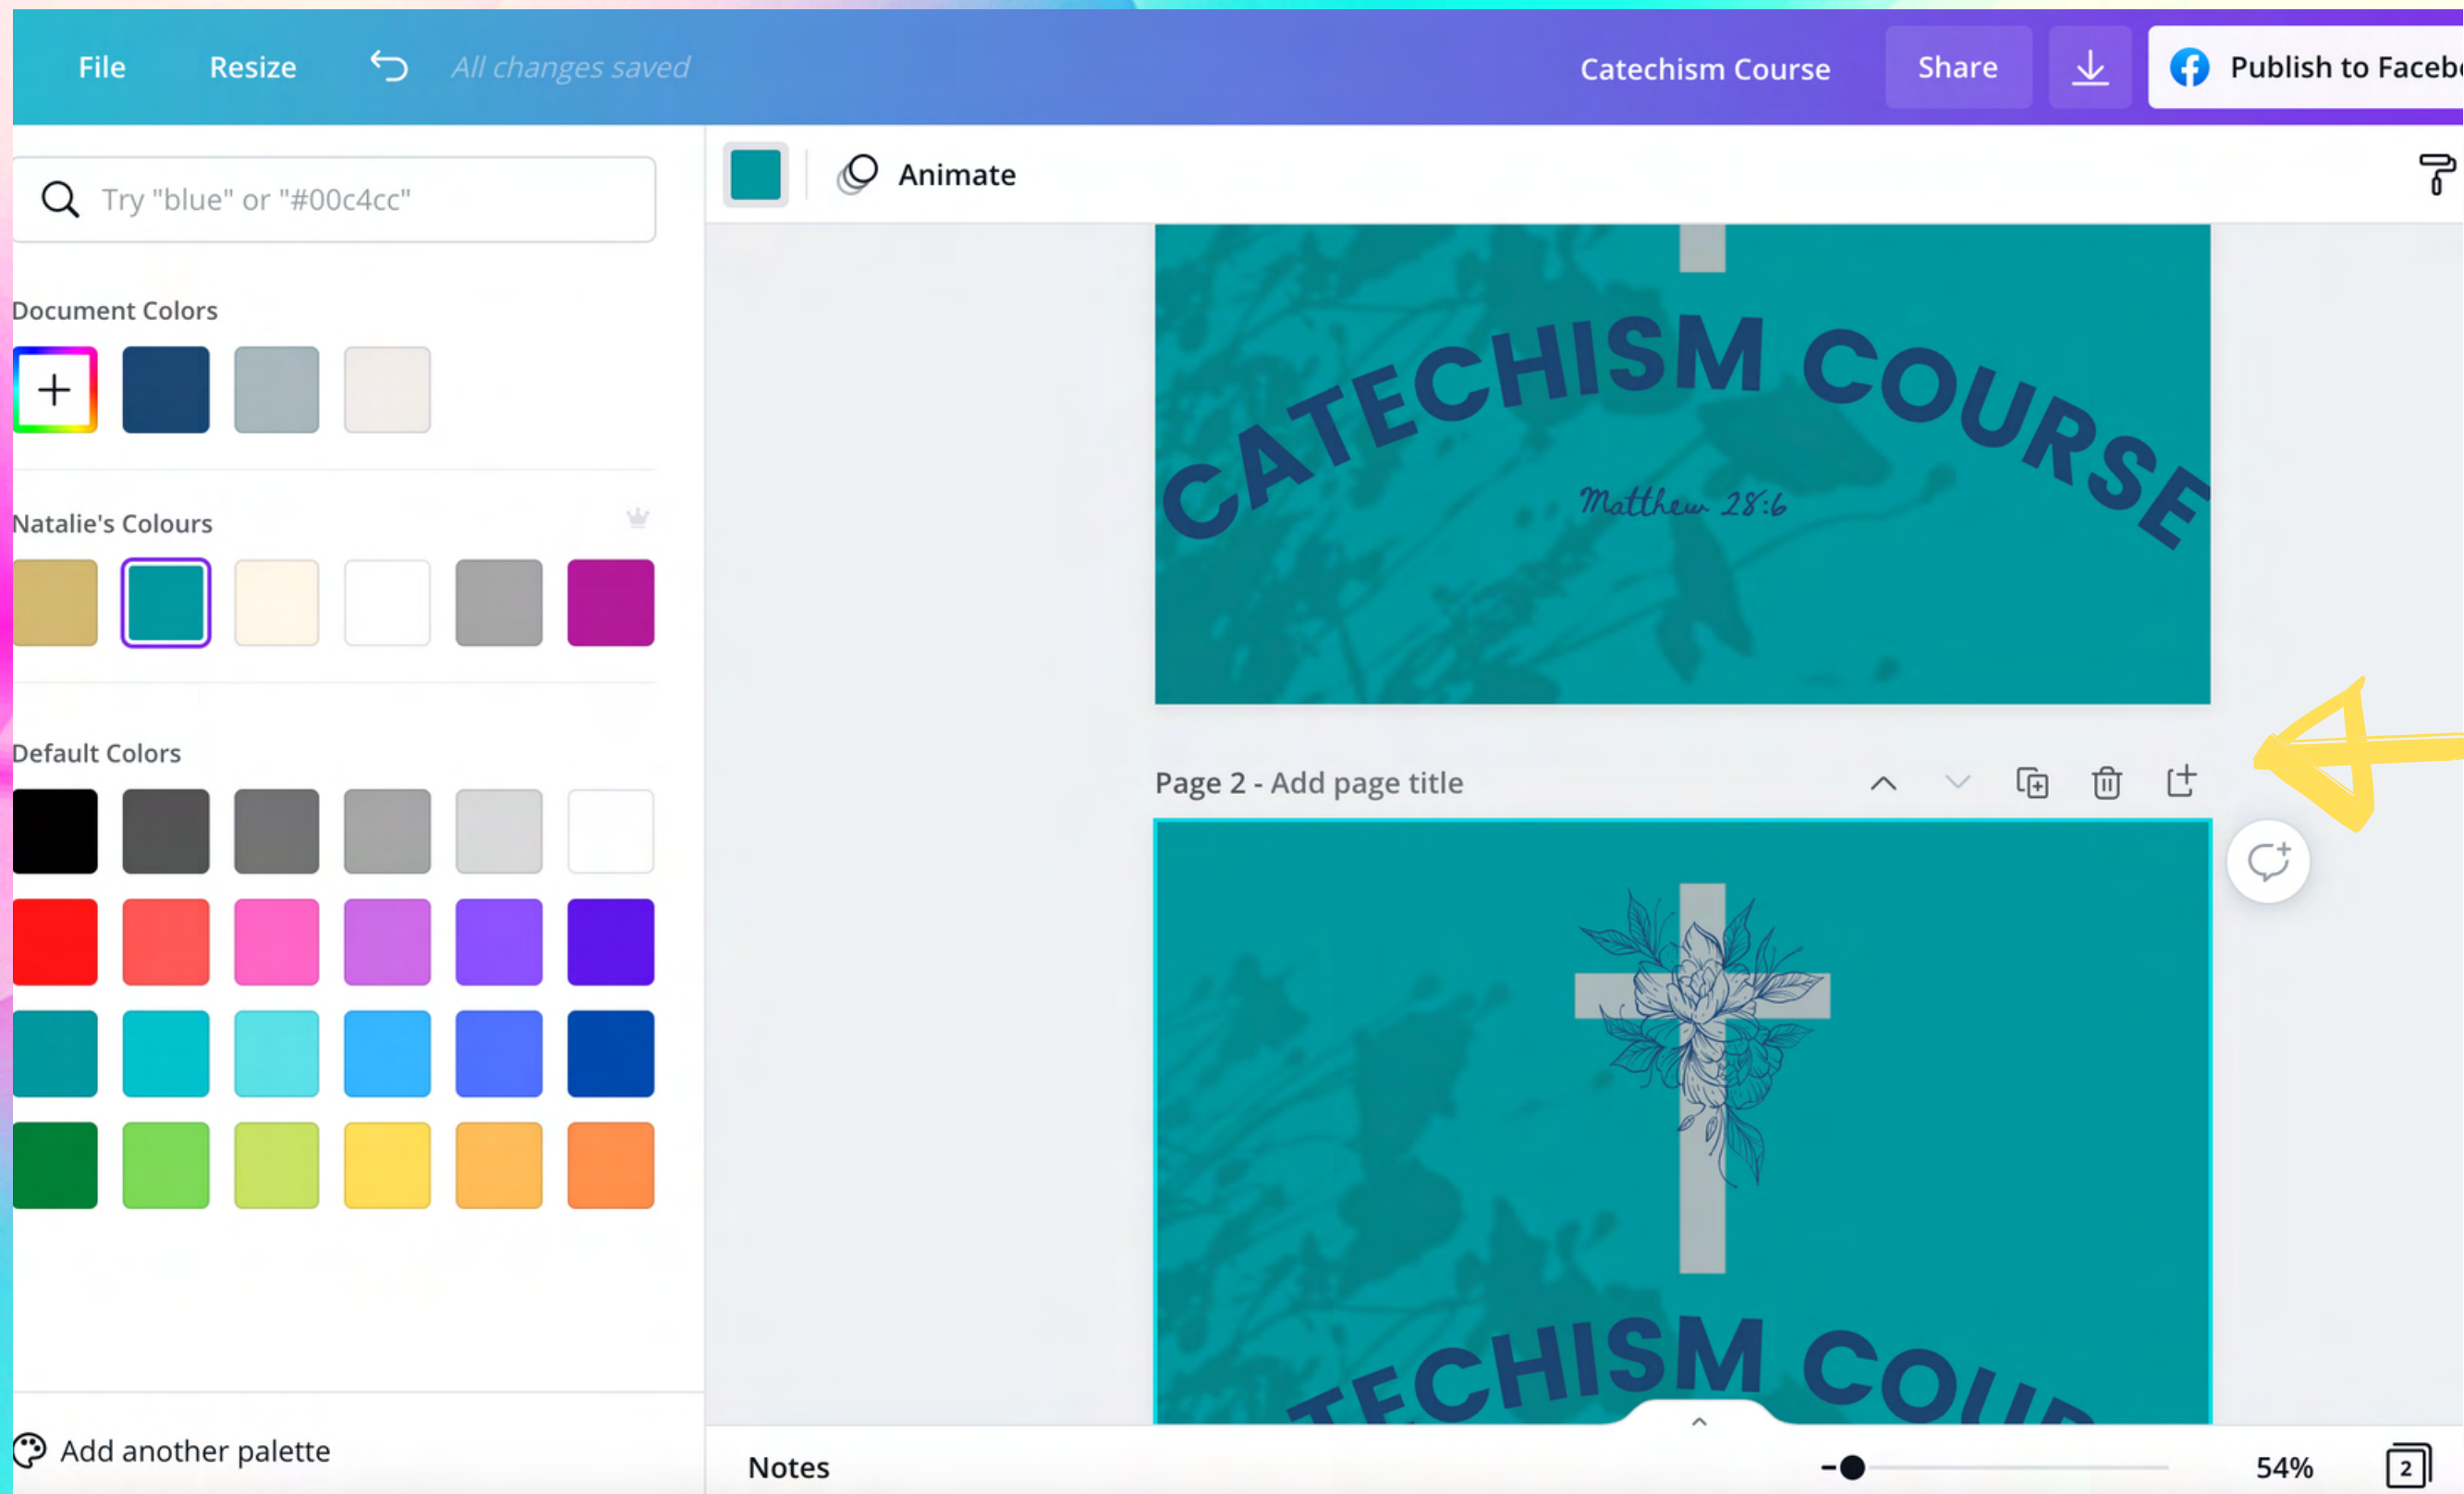 File Resize All changes saved Catechism Course Share Publish to Faceb
Try "blue" or "#00c4cc"
Animate
Document Colors
Natalie's Colours
Default Colors
Add another palette
CATECHISM COURSE
Matthew 28:6
Page 2 - Add page title
TECHISM COUR
Notes 54% 2